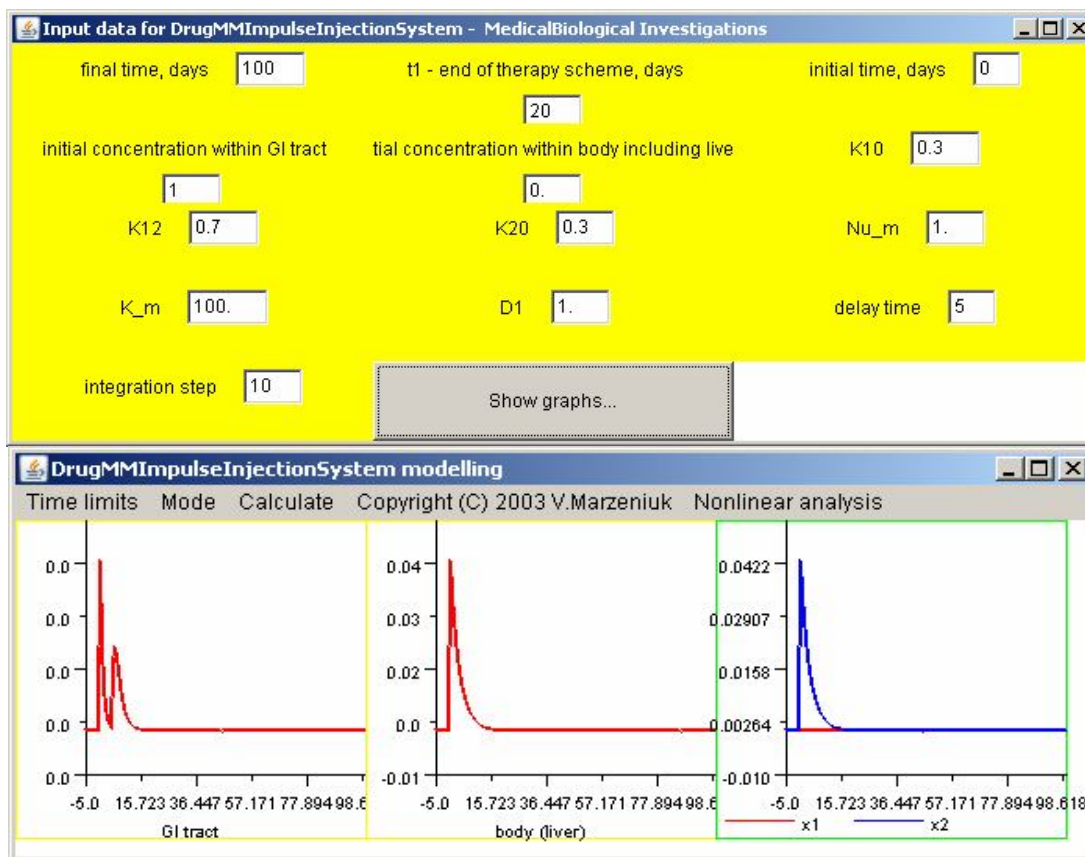 Input data for DrugMMImpulseInjectionSystem - MedicalBiological Investigations
final time, days 100 t1 - end of therapy scheme, days initial time, days 0
20
initial concentration within GI tract tial concentration within body including live K10 0.3
1 0.
K12 0.7 K20 0.3 Nu_m 1.
K_m 100. D1 1. delay time 5
integration step 10 Show graphs...
DrugMMImpulseInjectionSystem modelling
Time limits Mode Calculate Copyright (C) 2003 V.Marzeniuk Nonlinear analysis
0.0 0.04 0.0422
0.0 0.03 0.02907
0.0 0.02 0.0158
0.0 0.0 0.00264
0.0 -0.01 -0.010
-5.0 15.723 36.447 57.171 77.894 98.6 -5.0 15.723 36.447 57.171 77.894 98.6 -5.0 15.723 36.447 57.171 77.894 98.618
GI tract body (liver) x1 x2